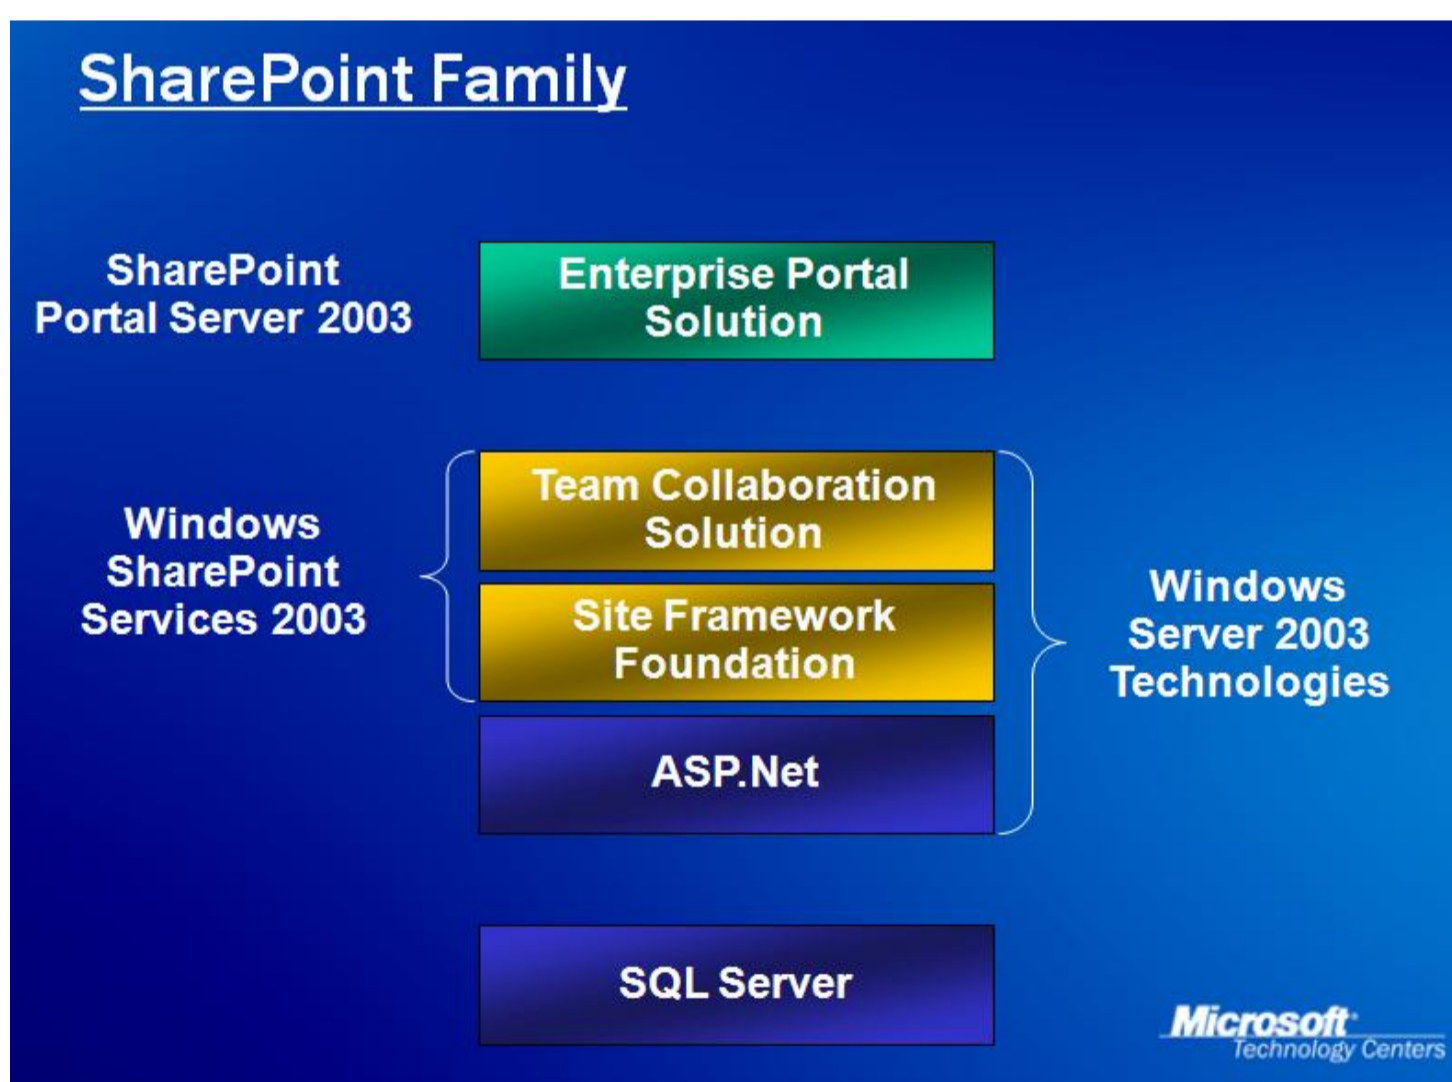 SharePoint Family
SharePoint
Portal Server 2003
Enterprise Portal
Solution
Windows
SharePoint
Services 2003
Team Collaboration
Solution
Site Framework
Foundation
ASP.Net
Windows
Server 2003
Technologies
SQL Server
Microsoft
Technology Centers